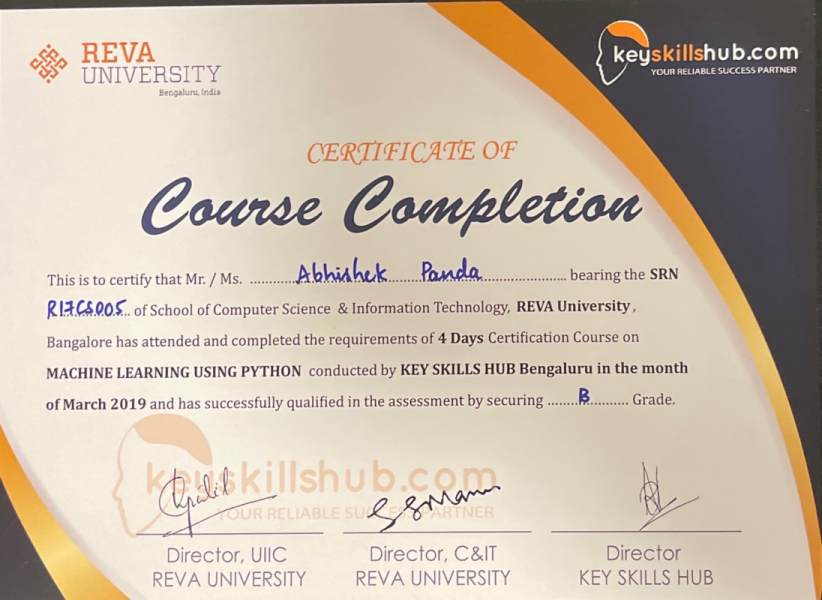 REVA
UNIVERSITY
Bengaluru, India
keyskillshub.com
YOUR RELIABLE SUCCESS PARTNER
CERTIFICATE OF
Course Completion
This is to certify that Mr. / Ms. ..........Abhishek Panda.......... bearing the SRN
R17CS005 of School of Computer Science & Information Technology, REVA University,
Bangalore has attended and completed the requirements of 4 Days Certification Course on
MACHINE LEARNING USING PYTHON conducted by KEY SKILLS HUB Bengaluru in the month
of March 2019 and has successfully qualified in the assessment by securing ........B.......... Grade.
keyskillshub.com
YOUR RELIABLE SUCCESS PARTNER
Director, UIIC
REVA UNIVERSITY
Director, C&IT
REVA UNIVERSITY
Director
KEY SKILLS HUB